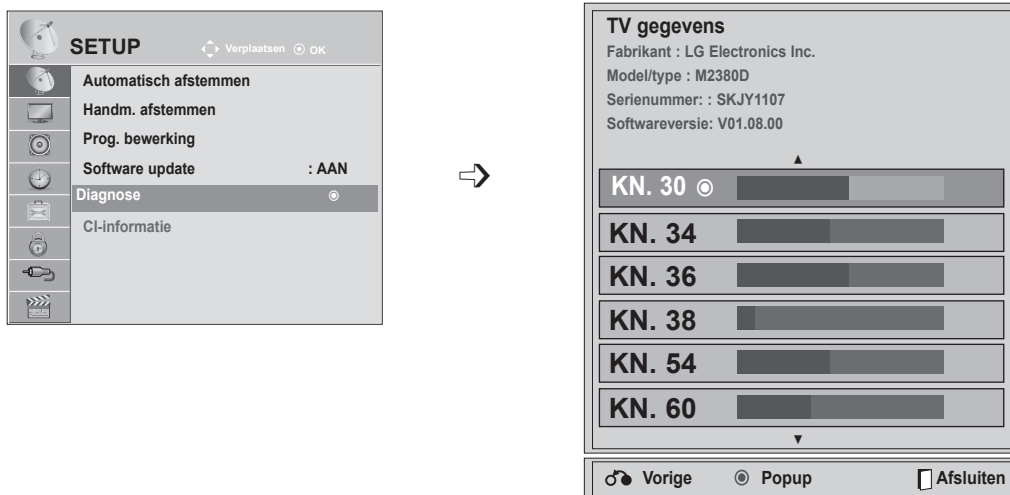 SETUP
Verplaatsen OK
Automatisch afstemmen
Handm. afstemmen
Prog. bewerking
Software update : AAN
Diagnose
CI-informatie
TV gegevens
Fabrikant : LG Electronics Inc.
Model/type : M2380D
Serienummer: : SKJY1107
Softwareversie: V01.08.00
KN. 30
KN. 34
KN. 36
KN. 38
KN. 54
KN. 60
Vorige Popup Afsluiten